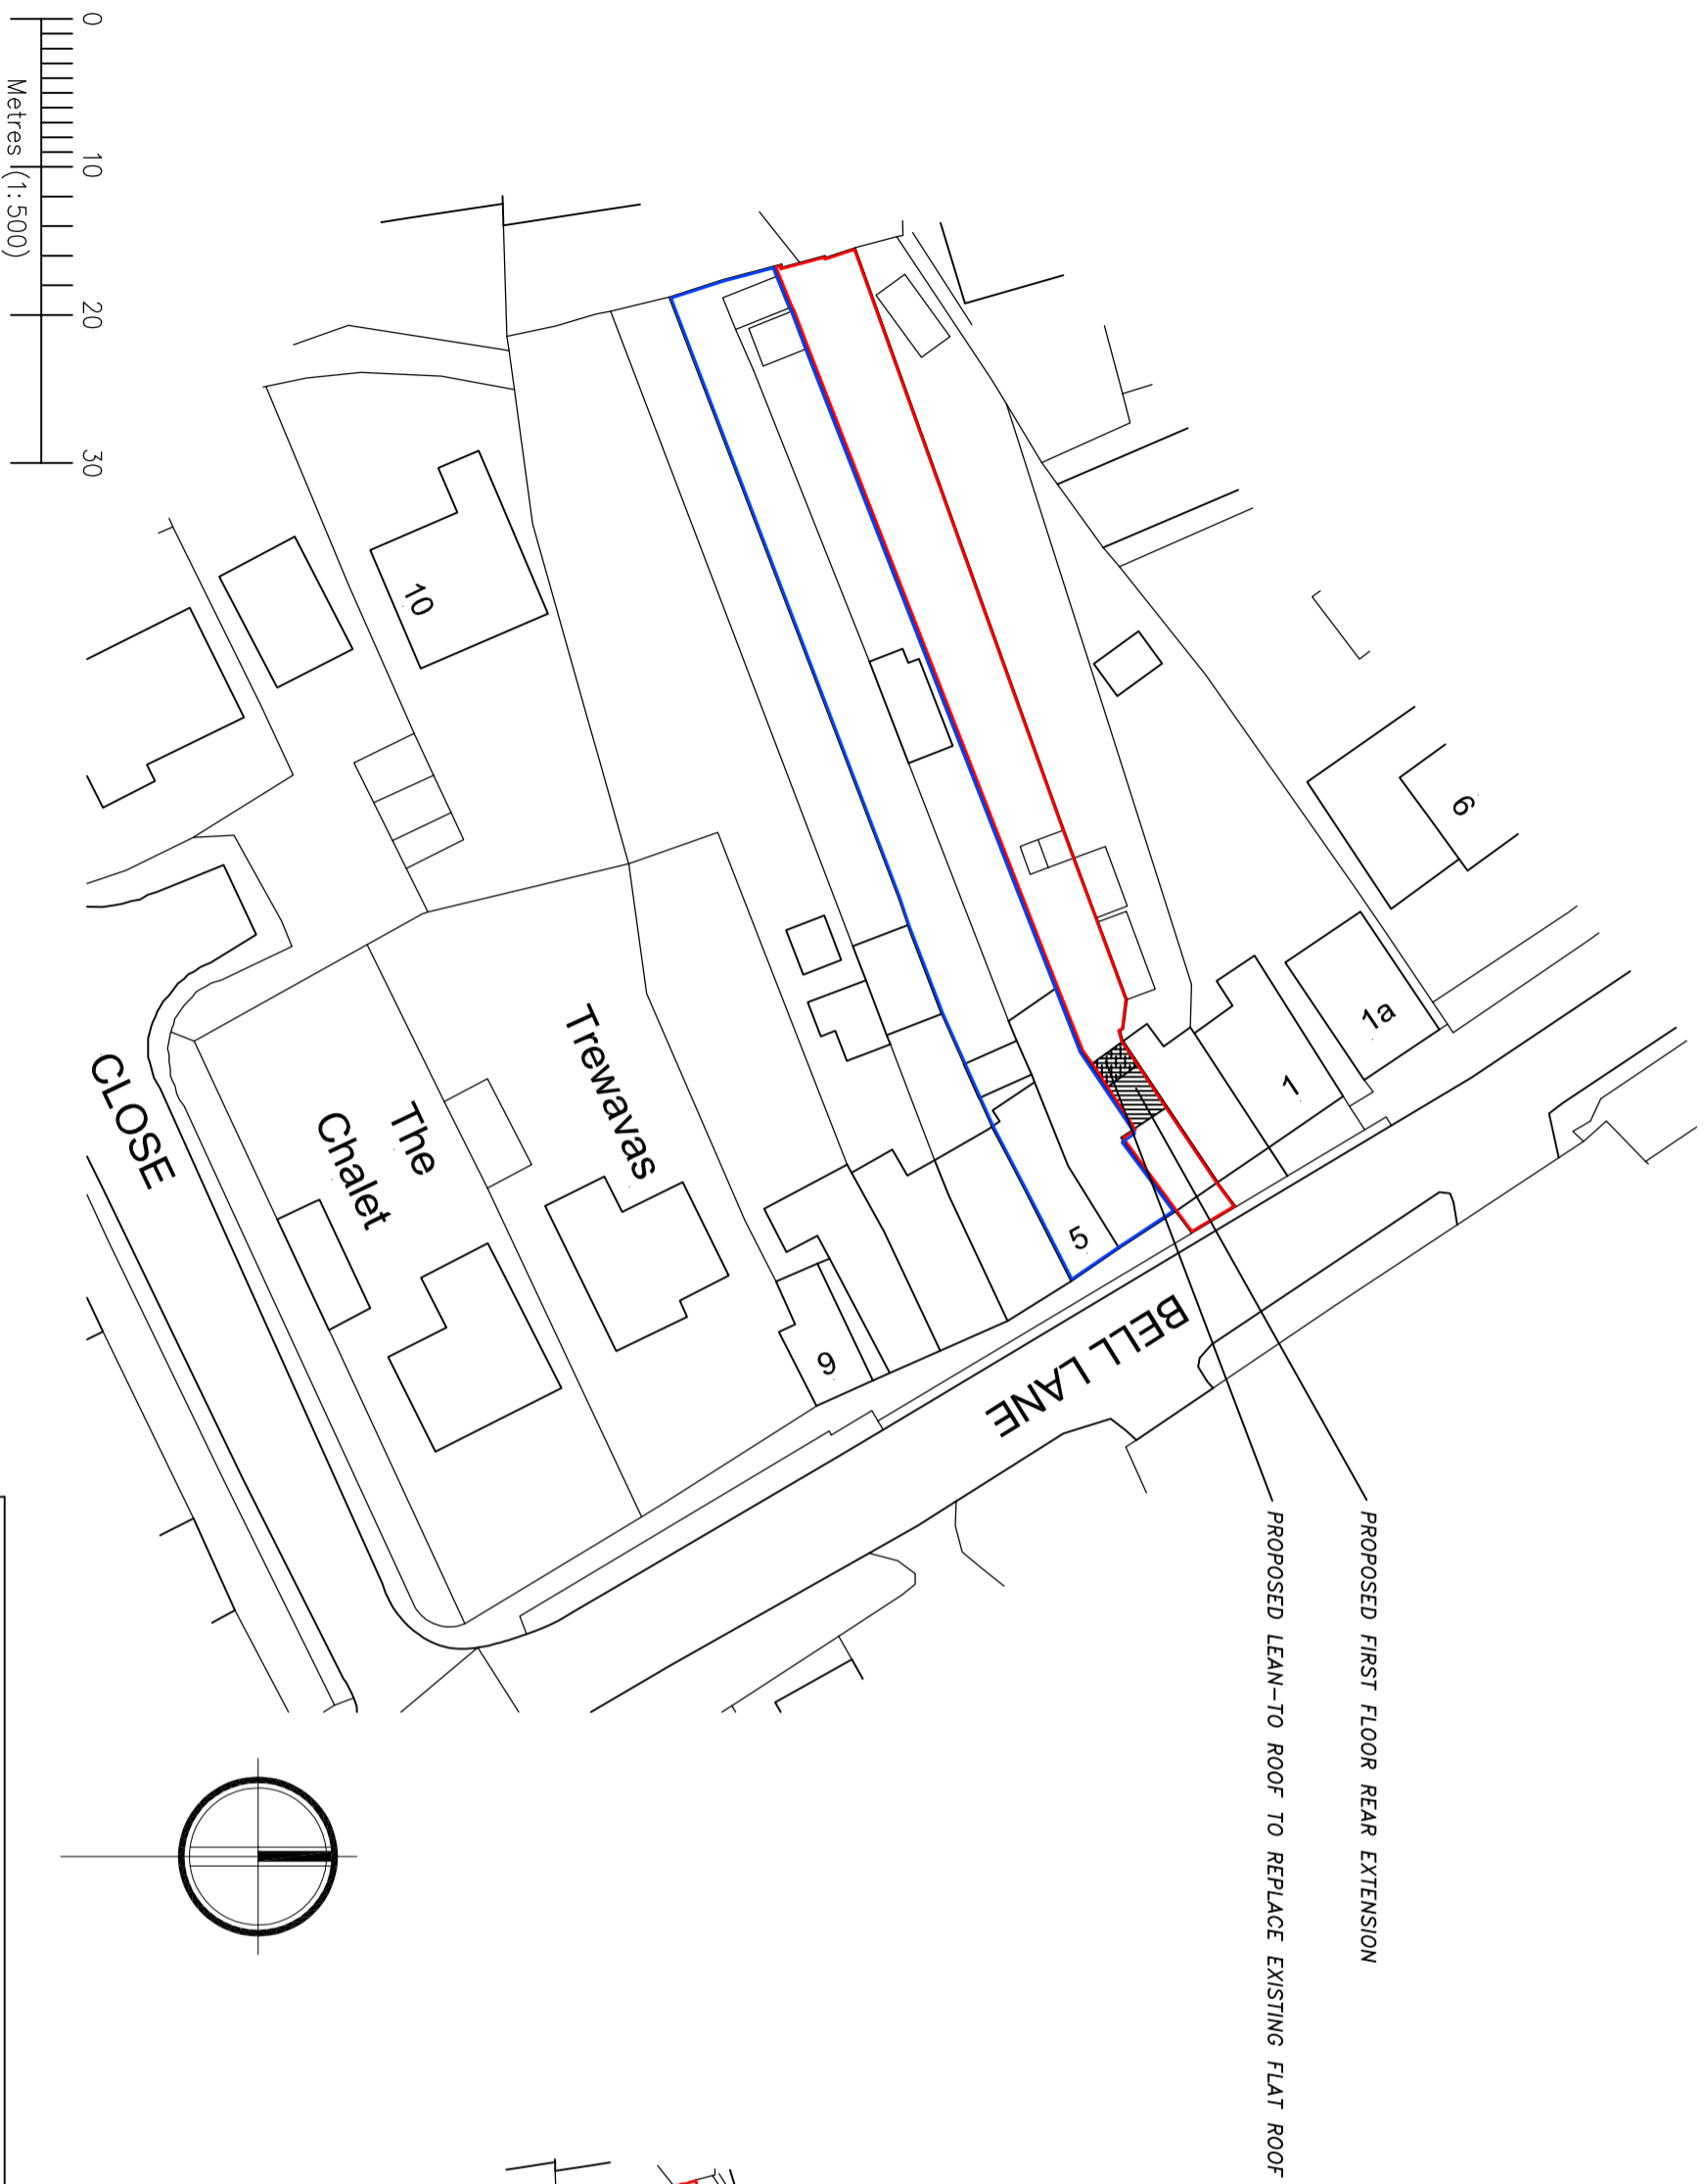 PROPOSED FIRST FLOOR REAR EXTENSION
PROPOSED LEAN-TO ROOF TO REPLACE EXISTING FLAT ROOF
6
1a
1
5
9
BELL LANE
Trewavas
The
Chalet
10
CLOSE
0 10 20 30
Metres (1:500)